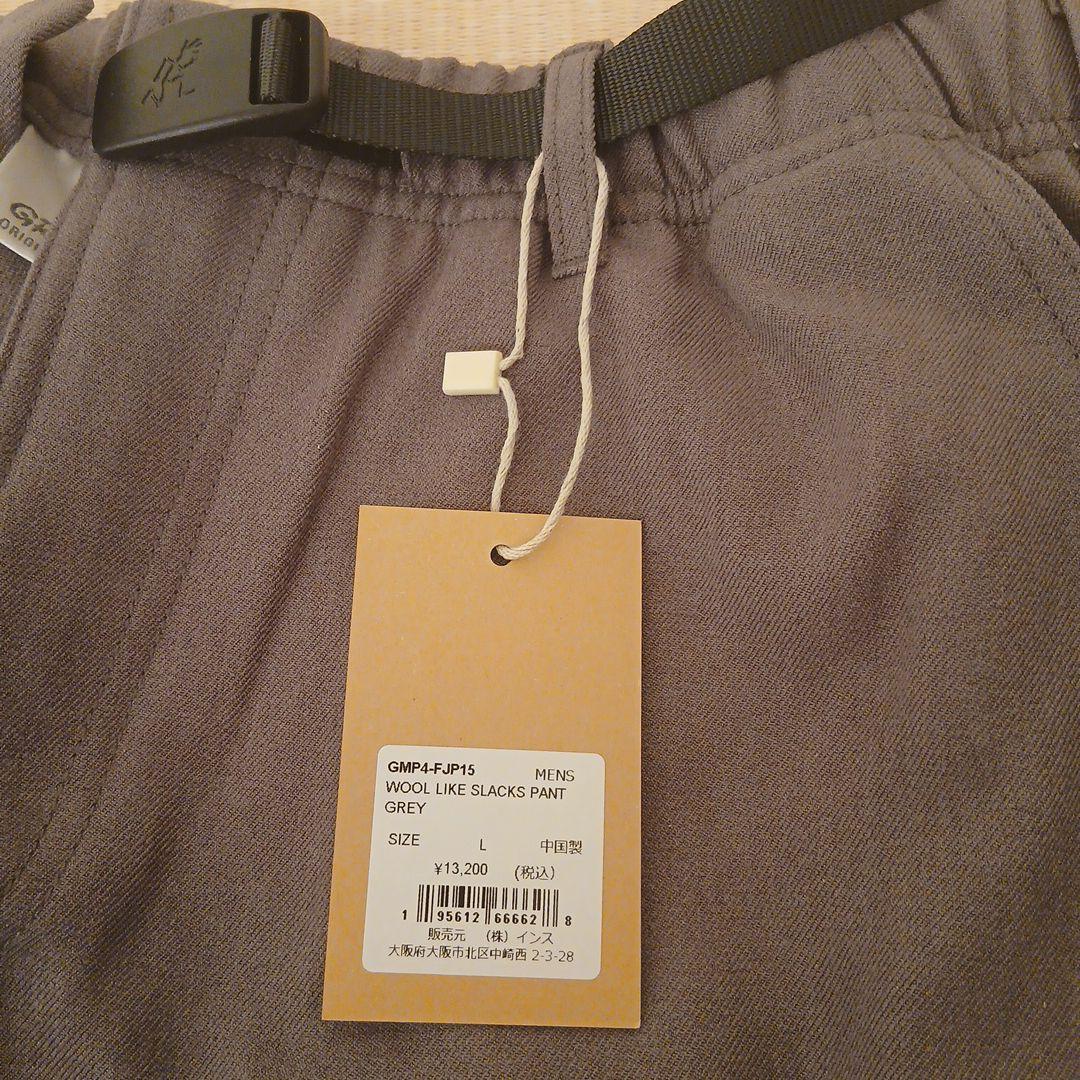 ORIGI
GMP4-FJP15 MENS
WOOL LIKE SLACKS PANT
GREY
SIZE L 中国製
¥13,200 (税込)
1 95612 66662 8
販売元 (株) インス
大阪府大阪市北区中崎西 2-3-28